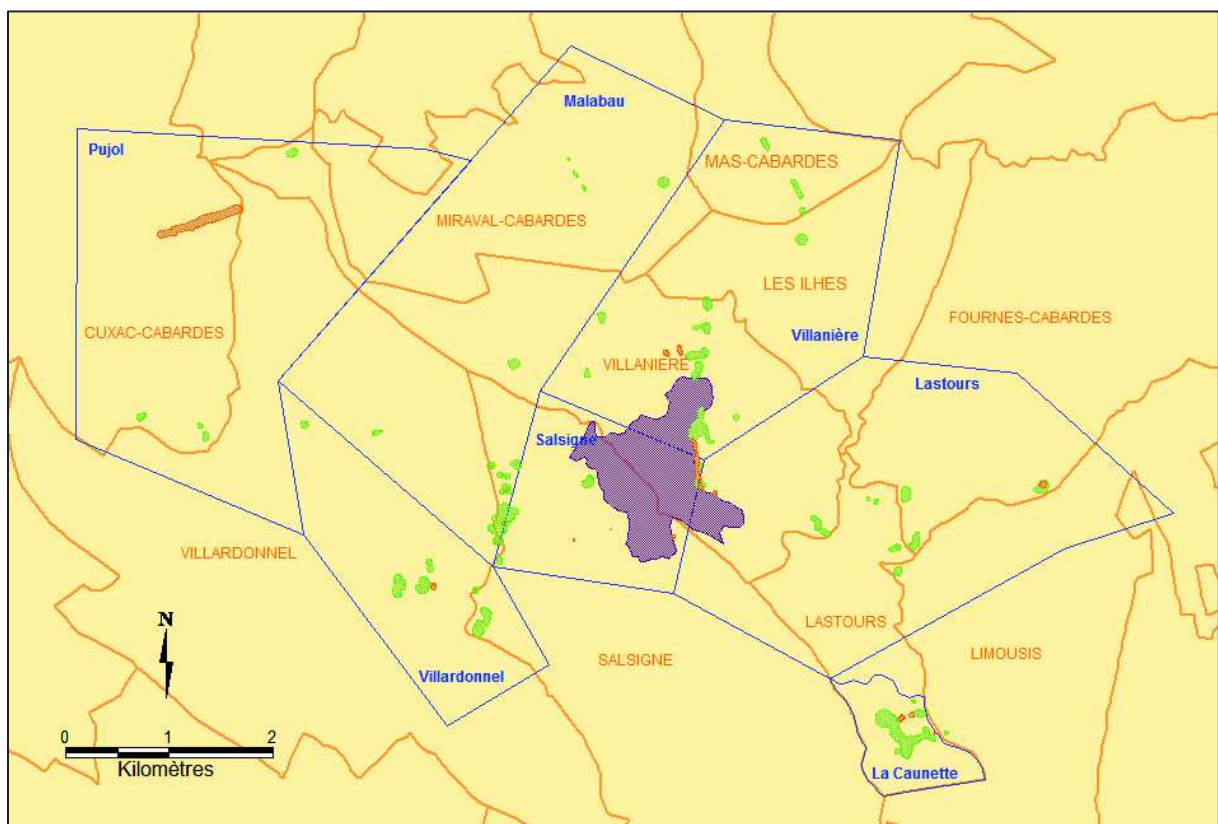 Malabau
Pujol
MAS-CABARDES
MIRAVAL-CABARDES
LES ILHES
FOURNES-CABARDES
CUXAC-CABARDES
Villanière
VILLANIERE
Lastours
Salsigne
VILLARDONNEL
N
LASTOURS
SALSIGNE
LIMOUSIS
Villardonnel
0 1 2
Kilomètres
La Caunette